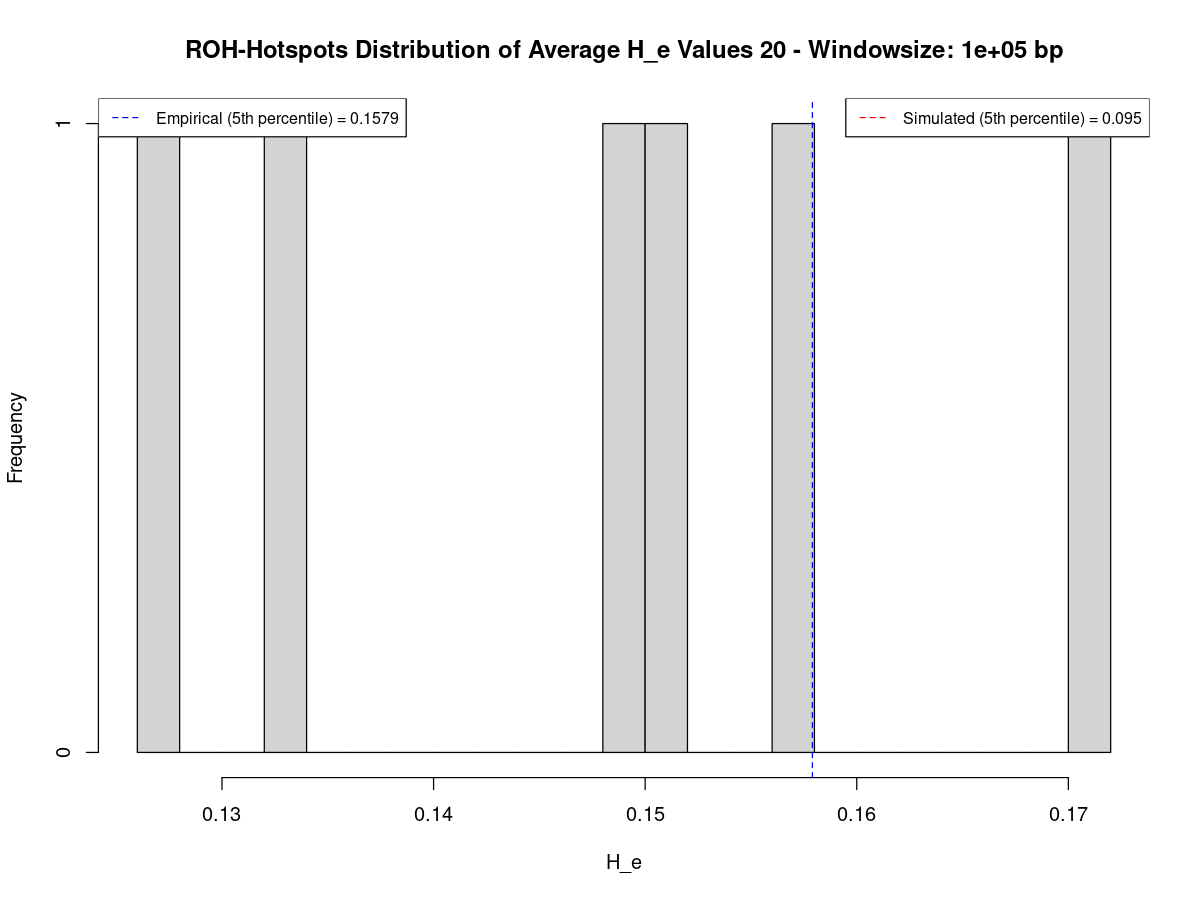 ROH-Hotspots Distribution of Average H_e Values 20 - Windowsize: 1e+05 bp
Empirical (5th percentile) = 0.1579
Simulated (5th percentile) = 0.095
1
0
Frequency
0.13
0.14
0.15
0.16
0.17
H_e